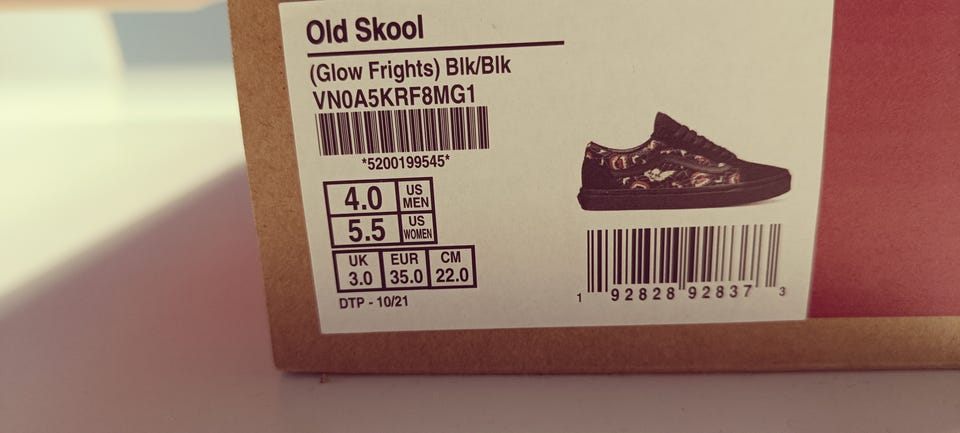 Old Skool
(Glow Frights) Blk/Blk
VN0A5KRF8MG1
*5200199545*
4.0 US MEN
5.5 US WOMEN
UK EUR CM
3.0 35.0 22.0
DTP - 10/21
1 92828 92837 3